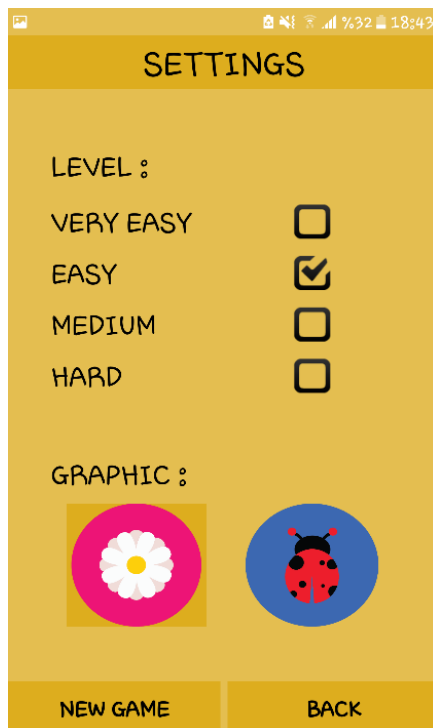 %32 18:43
SETTINGS
LEVEL :
VERY EASY
EASY
MEDIUM
HARD
GRAPHIC :
NEW GAME BACK